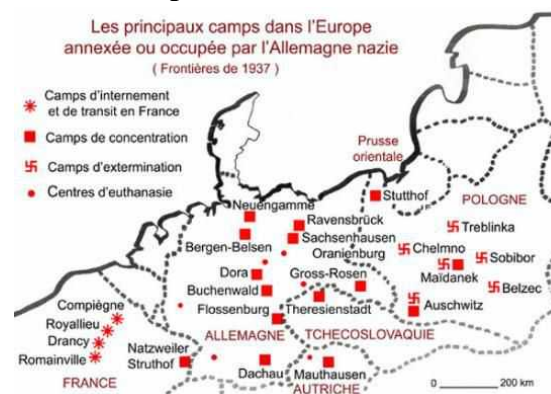 Les principaux camps dans l'Europe
annexée ou occupée par l'Allemagne nazie
( Frontières de 1937 )
Camps d'internement
et de transit en France
Camps de concentration
Camps d'extermination
Centres d'euthanasie
Prusse
orientale
Stutthof
POLOGNE
Neuengamme
Ravensbrück
Treblinka
Bergen-Belsen
Sachsenhausen
Oranienburg
Chelmno
Sobibor
Dora
Gross-Rosen
Maïdanek
Buchenwald
Belzec
Compiègne
Flossenburg
Theresienstadt
Auschwitz
Royallieu
Drancy
ALLEMAGNE
TCHECOSLOVAQUIE
Romainville
Natzweiler
Struthof
FRANCE
Dachau
Mauthausen
AUTRICHE
0
200 km